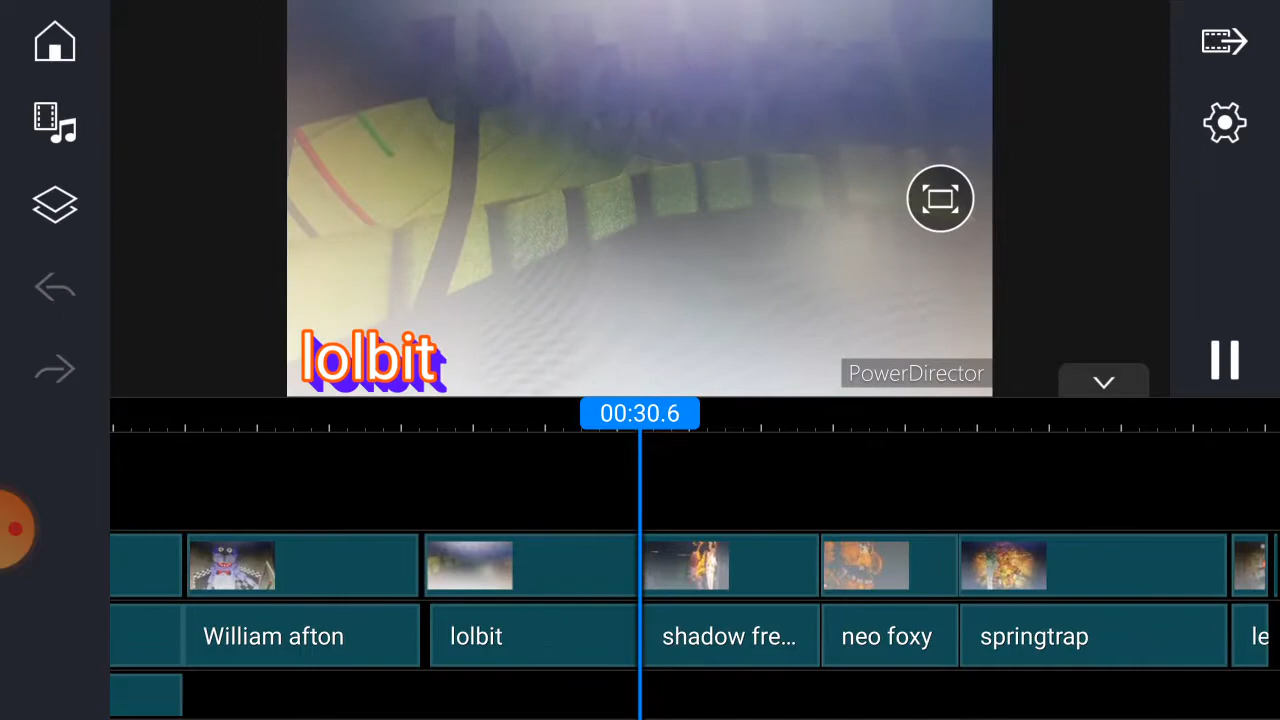 lolbit
PowerDirector
00:30.6
William afton
lolbit
shadow fre...
neo foxy
springtrap
le